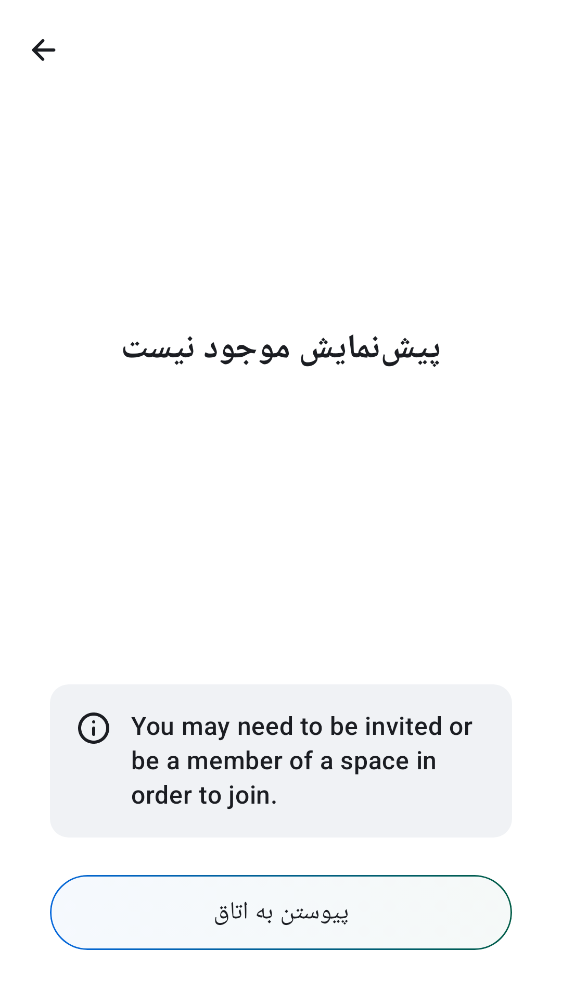 پیش‌نمایش موجود نیست
You may need to be invited or
be a member of a space in
order to join.
پیوستن به اتاق